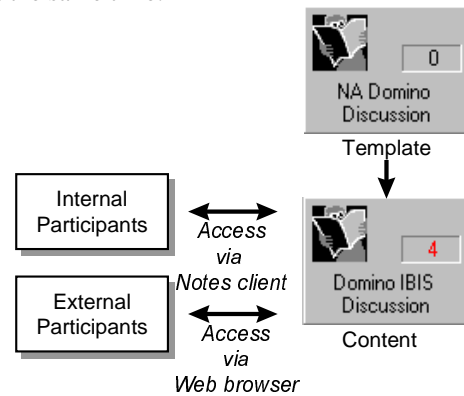 0
NA Domino
Discussion
Template
Internal
Participants
Access
via
Notes client
4
Domino IBIS
Discussion
Content
External
Participants
Access
via
Web browser